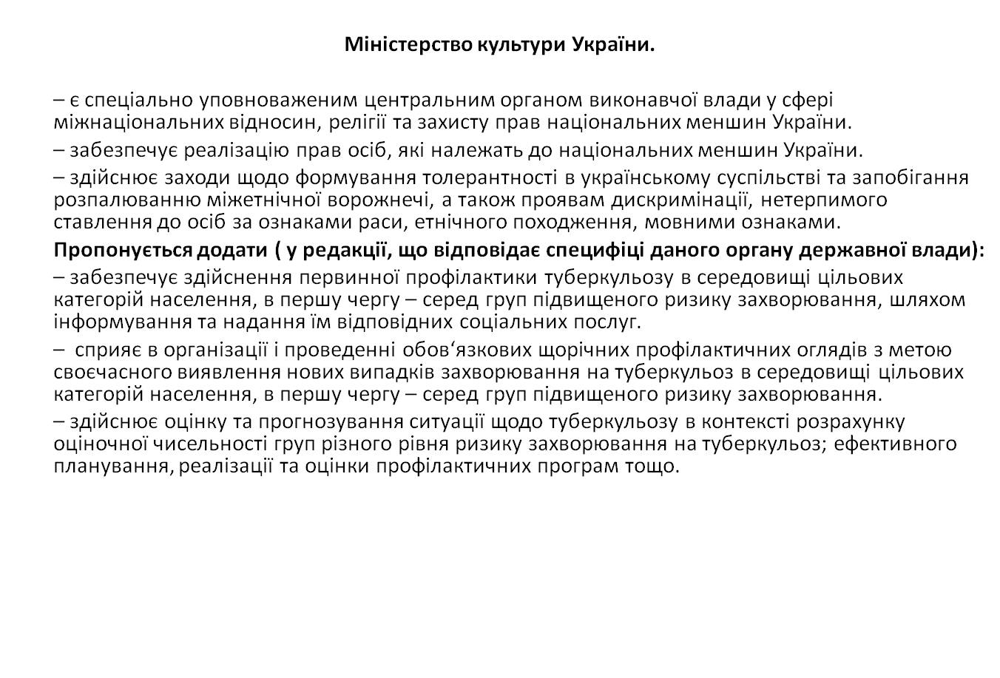 Міністерство культури України.
– є спеціально уповноваженим центральним органом виконавчої влади у сфері
міжнаціональних відносин, релігії та захисту прав національних меншин України.
– забезпечує реалізацію прав осіб, які належать до національних меншин України.
– здійснює заходи щодо формування толерантності в українському суспільстві та запобігання
розпалюванню міжетнічної ворожнечі, а також проявам дискримінації, нетерпимого
ставлення до осіб за ознаками раси, етнічного походження, мовними ознаками.
Пропонується додати ( у редакції, що відповідає специфіці даного органу державної влади):
– забезпечує здійснення первинної профілактики туберкульозу в середовищі цільових
категорій населення, в першу чергу – серед груп підвищеного ризику захворювання, шляхом
інформування та надання їм відповідних соціальних послуг.
– сприяє в організації і проведенні обов‘язкових щорічних профілактичних оглядів з метою
своєчасного виявлення нових випадків захворювання на туберкульоз в середовищі цільових
категорій населення, в першу чергу – серед груп підвищеного ризику захворювання.
– здійснює оцінку та прогнозування ситуації щодо туберкульозу в контексті розрахунку
оціночної чисельності груп різного рівня ризику захворювання на туберкульоз; ефективного
планування, реалізації та оцінки профілактичних програм тощо.